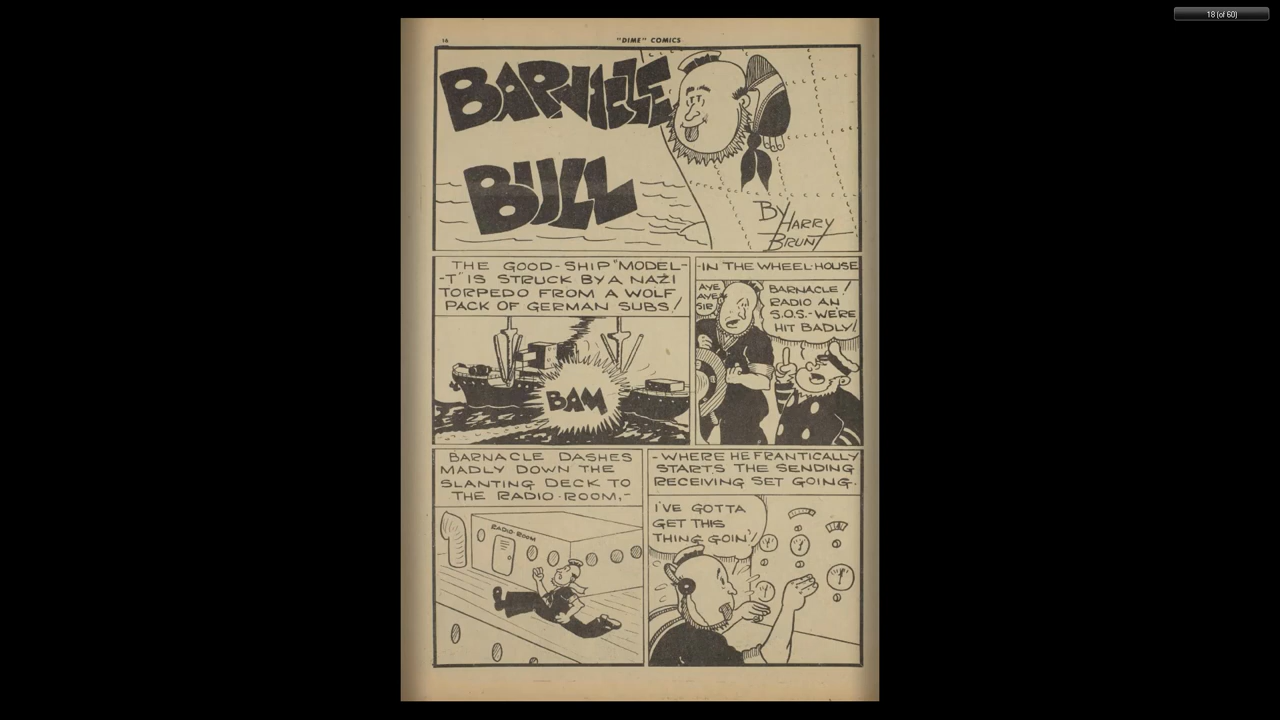 18 (of 60)
16
"DIME" COMICS
BARNACLE
BULL
BY
HARRY
BRUNT
THE GOOD-SHIP "MODEL-
-T" IS STRUCK BY A NAZI
TORPEDO FROM A WOLF
PACK OF GERMAN SUBS!
BAM
-IN THE WHEEL-HOUSE
AYE
AYE
SIR!
BARNACLE!
RADIO AN
S.O.S.-WE'RE
HIT BADLY!
BARNACLE DASHES
MADLY DOWN THE
SLANTING DECK TO
THE RADIO-ROOM,-
RADIO-ROOM
-WHERE HE FRANTICALLY
STARTS THE SENDING
RECEIVING SET GOING.
I'VE GOTTA
GET THIS
THING GOIN'!